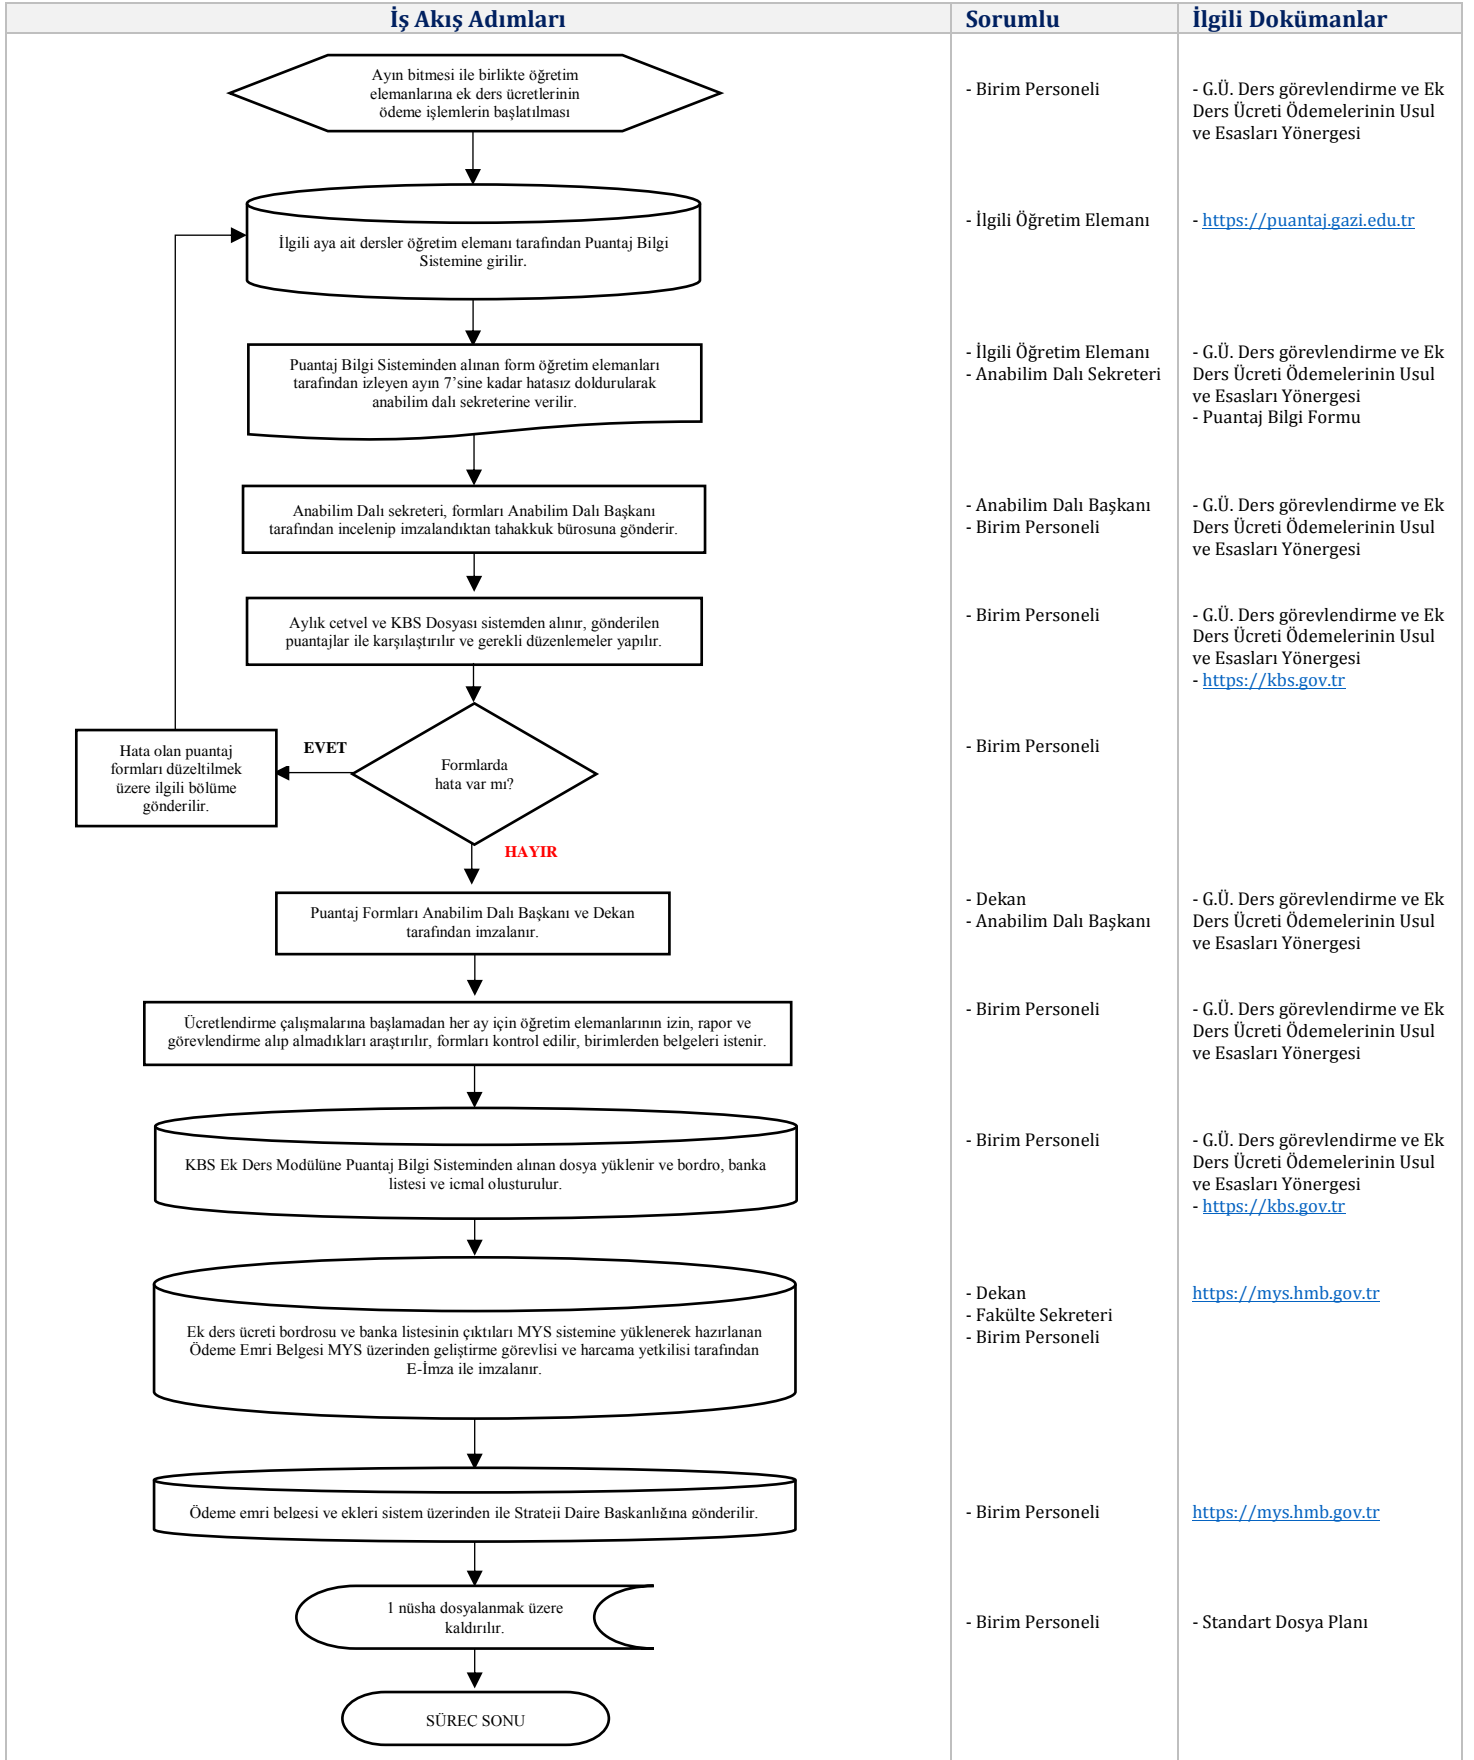 İş Akış Adımları
Sorumlu
İlgili Dokümanlar
Ayın bitmesi ile birlikte öğretim
elemanlarına ek ders ücretlerinin
ödeme işlemlerin başlatılması
- Birim Personeli
- G.Ü. Ders görevlendirme ve Ek
Ders Ücreti Ödemelerinin Usul
ve Esasları Yönergesi
İlgili aya ait dersler öğretim elemanı tarafından Puantaj Bilgi
Sistemine girilir.
- İlgili Öğretim Elemanı
- https://puantaj.gazi.edu.tr
Puantaj Bilgi Sisteminden alınan form öğretim elemanları
tarafından izleyen ayın 7’sine kadar hatasız doldurularak
anabilim dalı sekreterine verilir.
- İlgili Öğretim Elemanı
- Anabilim Dalı Sekreteri
- G.Ü. Ders görevlendirme ve Ek
Ders Ücreti Ödemelerinin Usul
ve Esasları Yönergesi
- Puantaj Bilgi Formu
Anabilim Dalı sekreteri, formları Anabilim Dalı Başkanı
tarafından incelenip imzalandıktan tahakkuk bürosuna gönderir.
- Anabilim Dalı Başkanı
- Birim Personeli
- G.Ü. Ders görevlendirme ve Ek
Ders Ücreti Ödemelerinin Usul
ve Esasları Yönergesi
Aylık cetvel ve KBS Dosyası sistemden alınır, gönderilen
puantajlar ile karşılaştırılır ve gerekli düzenlemeler yapılır.
- Birim Personeli
- G.Ü. Ders görevlendirme ve Ek
Ders Ücreti Ödemelerinin Usul
ve Esasları Yönergesi
- https://kbs.gov.tr
Hata olan puantaj
formları düzeltilmek
üzere ilgili bölüme
gönderilir.
EVET
Formlarda
hata var mı?
- Birim Personeli
HAYIR
Puantaj Formları Anabilim Dalı Başkanı ve Dekan
tarafından imzalanır.
- Dekan
- Anabilim Dalı Başkanı
- G.Ü. Ders görevlendirme ve Ek
Ders Ücreti Ödemelerinin Usul
ve Esasları Yönergesi
Ücretlendirme çalışmalarına başlamadan her ay için öğretim elemanlarının izin, rapor ve
görevlendirme alıp almadıkları araştırılır, formları kontrol edilir, birimlerden belgeleri istenir.
- Birim Personeli
- G.Ü. Ders görevlendirme ve Ek
Ders Ücreti Ödemelerinin Usul
ve Esasları Yönergesi
KBS Ek Ders Modülüne Puantaj Bilgi Sisteminden alınan dosya yüklenir ve bordro, banka
listesi ve icmal oluşturulur.
- Birim Personeli
- G.Ü. Ders görevlendirme ve Ek
Ders Ücreti Ödemelerinin Usul
ve Esasları Yönergesi
- https://kbs.gov.tr
Ek ders ücreti bordrosu ve banka listesinin çıktıları MYS sistemine yüklenerek hazırlanan
Ödeme Emri Belgesi MYS üzerinden geliştirme görevlisi ve harcama yetkilisi tarafından
E-İmza ile imzalanır.
- Dekan
- Fakülte Sekreteri
- Birim Personeli
https://mys.hmb.gov.tr
Ödeme emri belgesi ve ekleri sistem üzerinden ile Strateji Daire Başkanlığına gönderilir.
- Birim Personeli
https://mys.hmb.gov.tr
1 nüsha dosyalanmak üzere
kaldırılır.
- Birim Personeli
- Standart Dosya Planı
SÜREÇ SONU